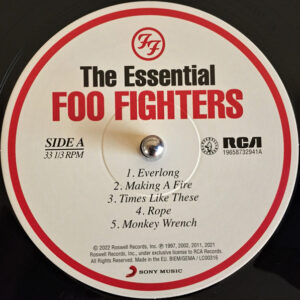 FF
The Essential
FOO FIGHTERS
SIDE A
33 1/3 RPM
RCA
19658732941A
1. Everlong
2. Making A Fire
3. Times Like These
4. Rope
5. Monkey Wrench
© 2022 Roswell Records, Inc. ℗ 1997, 2002, 2011, 2021
Roswell Records, Inc., under exclusive license to RCA Records.
All Rights Reserved. Made in the EU. BIEM/GEMA / LC00316
SONY MUSIC